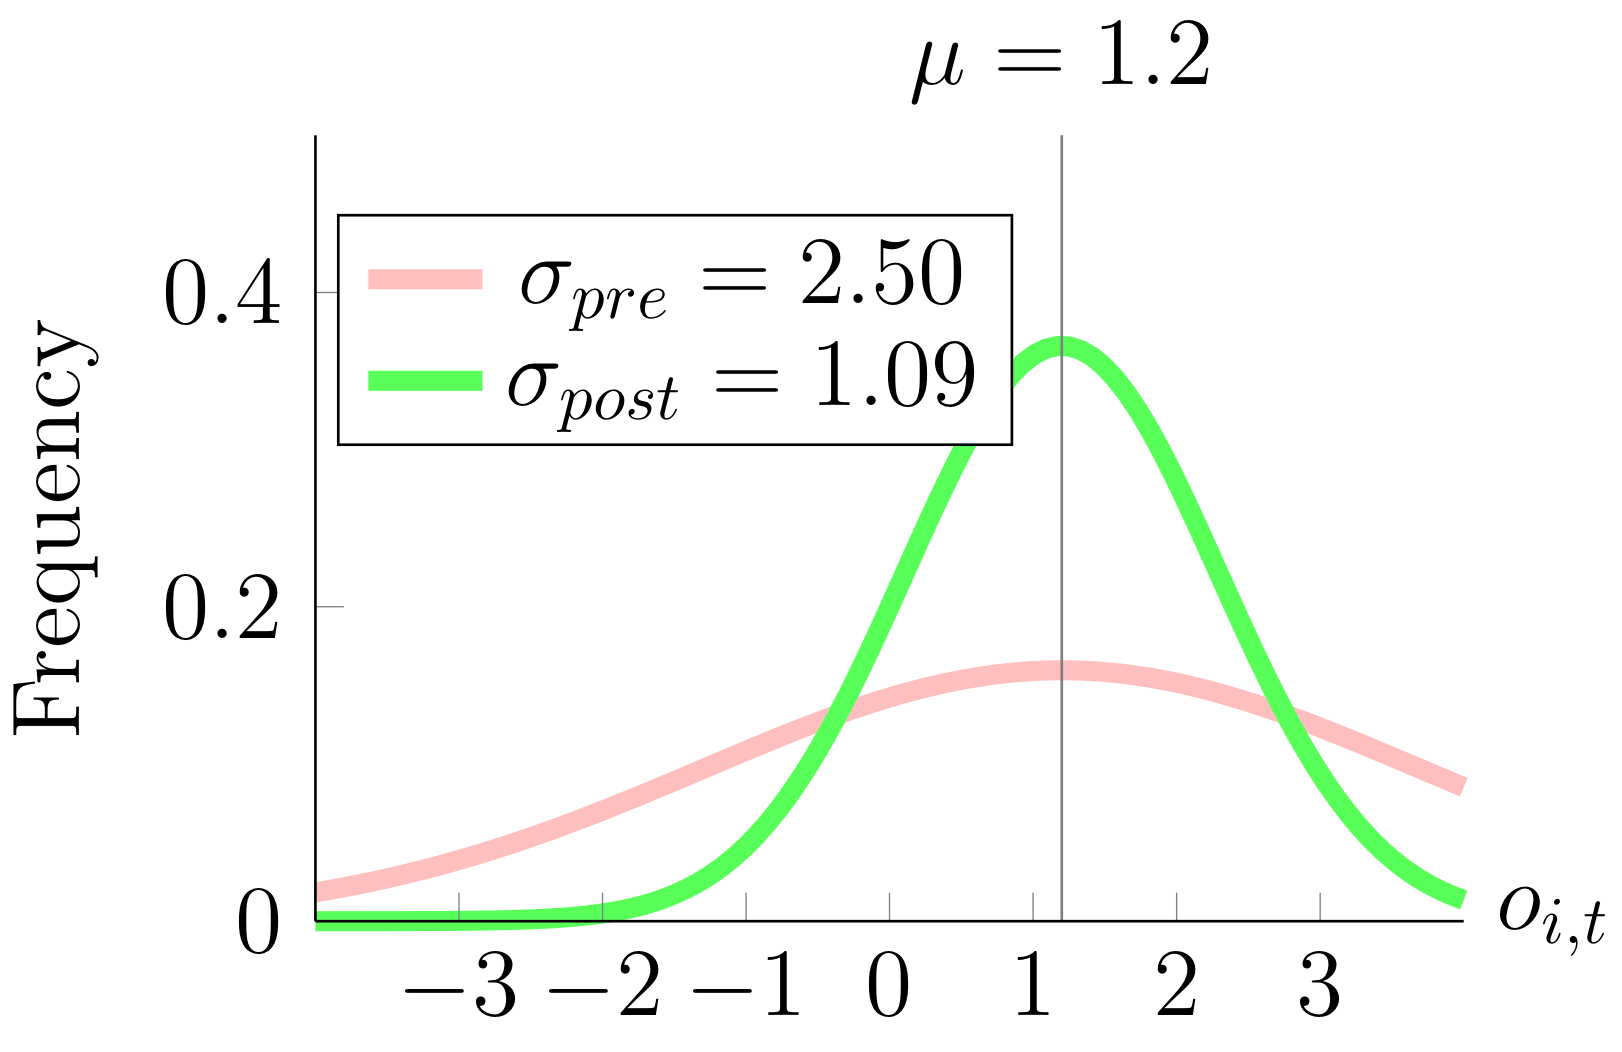 μ = 1.2
σ_pre = 2.50
σ_post = 1.09
Frequency
0.4
0.2
0
−3 −2 −1 0 1 2 3
o_i,t